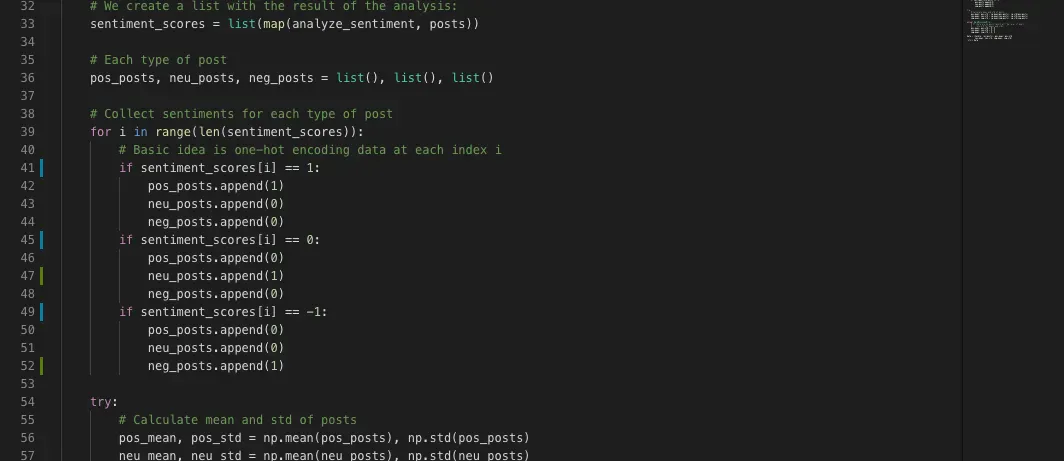 32 # We create a list with the result of the analysis:
33 sentiment_scores = list(map(analyze_sentiment, posts))
34
35 # Each type of post
36 pos_posts, neu_posts, neg_posts = list(), list(), list()
37
38 # Collect sentiments for each type of post
39 for i in range(len(sentiment_scores)):
40 # Basic idea is one-hot encoding data at each index i
41 if sentiment_scores[i] == 1:
42 pos_posts.append(1)
43 neu_posts.append(0)
44 neg_posts.append(0)
45 if sentiment_scores[i] == 0:
46 pos_posts.append(0)
47 neu_posts.append(1)
48 neg_posts.append(0)
49 if sentiment_scores[i] == -1:
50 pos_posts.append(0)
51 neu_posts.append(0)
52 neg_posts.append(1)
53
54 try:
55 # Calculate mean and std of posts
56 pos_mean, pos_std = np.mean(pos_posts), np.std(pos_posts)
57 neu_mean, neu_std = np.mean(neu_posts), np.std(neu_posts)